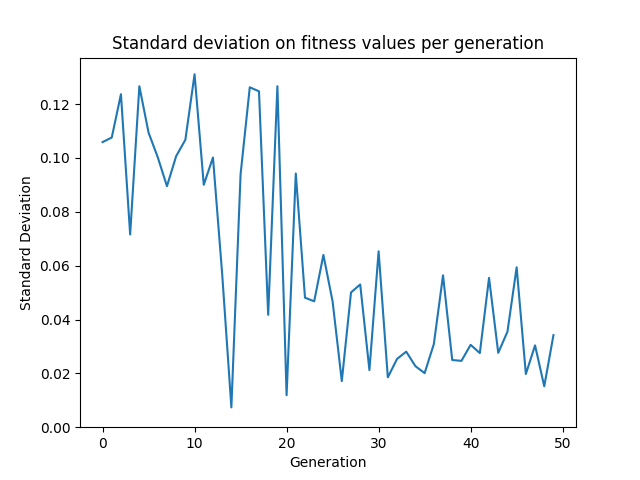 Standard deviation on fitness values per generation
Standard Deviation
0.12
0.10
0.08
0.06
0.04
0.02
0.00
0 10 20 30 40 50
Generation